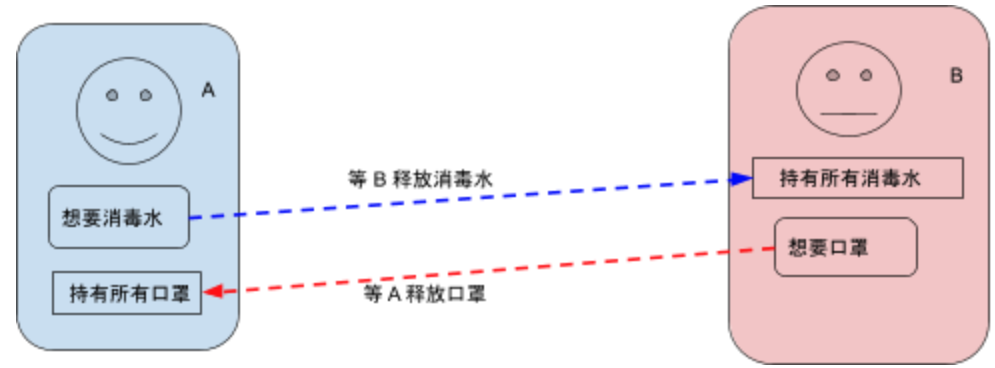 A
想要消毒水
持有所有口罩
等 B 释放消毒水
等 A 释放口罩
B
持有所有消毒水
想要口罩